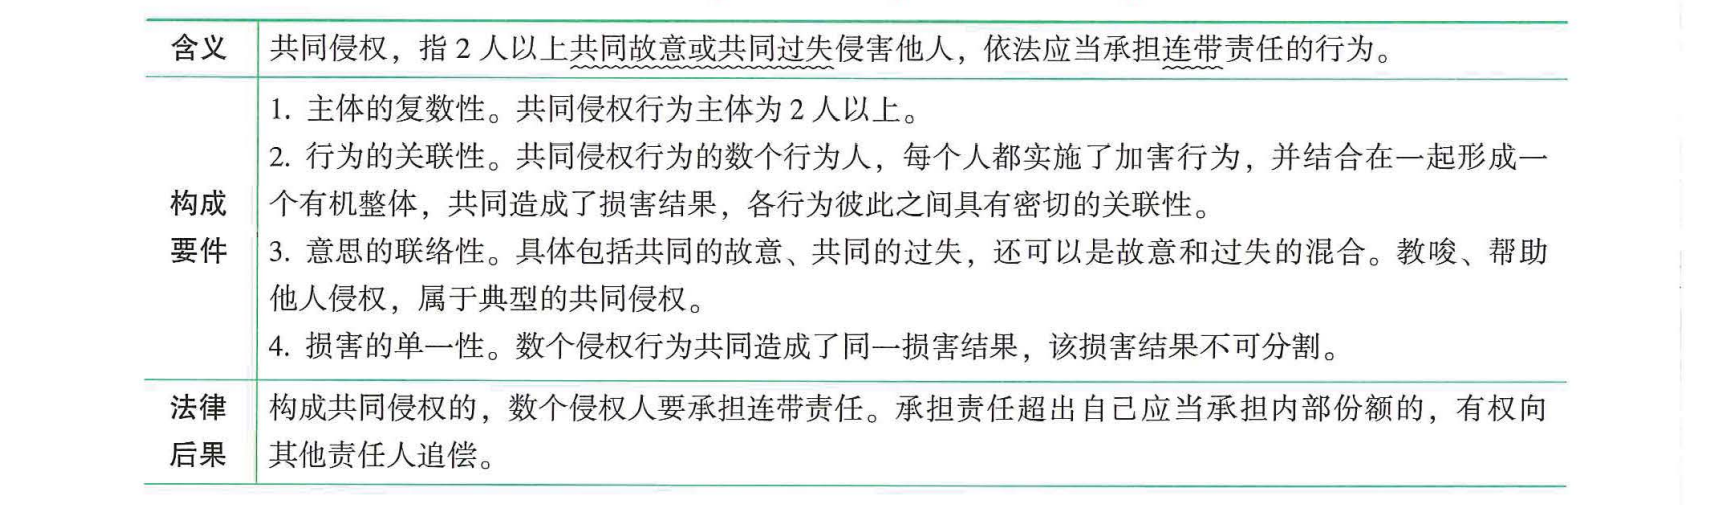 含义
共同侵权，指 2 人以上共同故意或共同过失侵害他人，依法应当承担连带责任的行为。
构成
要件
1. 主体的复数性。共同侵权行为主体为 2 人以上。
2. 行为的关联性。共同侵权行为的数个行为人，每个人都实施了加害行为，并结合在一起形成一
个有机整体，共同造成了损害结果，各行为彼此之间具有密切的关联性。
3. 意思的联络性。具体包括共同的故意、共同的过失，还可以是故意和过失的混合。教唆、帮助
他人侵权，属于典型的共同侵权。
4. 损害的单一性。数个侵权行为共同造成了同一损害结果，该损害结果不可分割。
法律
后果
构成共同侵权的，数个侵权人要承担连带责任。承担责任超出自己应当承担内部份额的，有权向
其他责任人追偿。